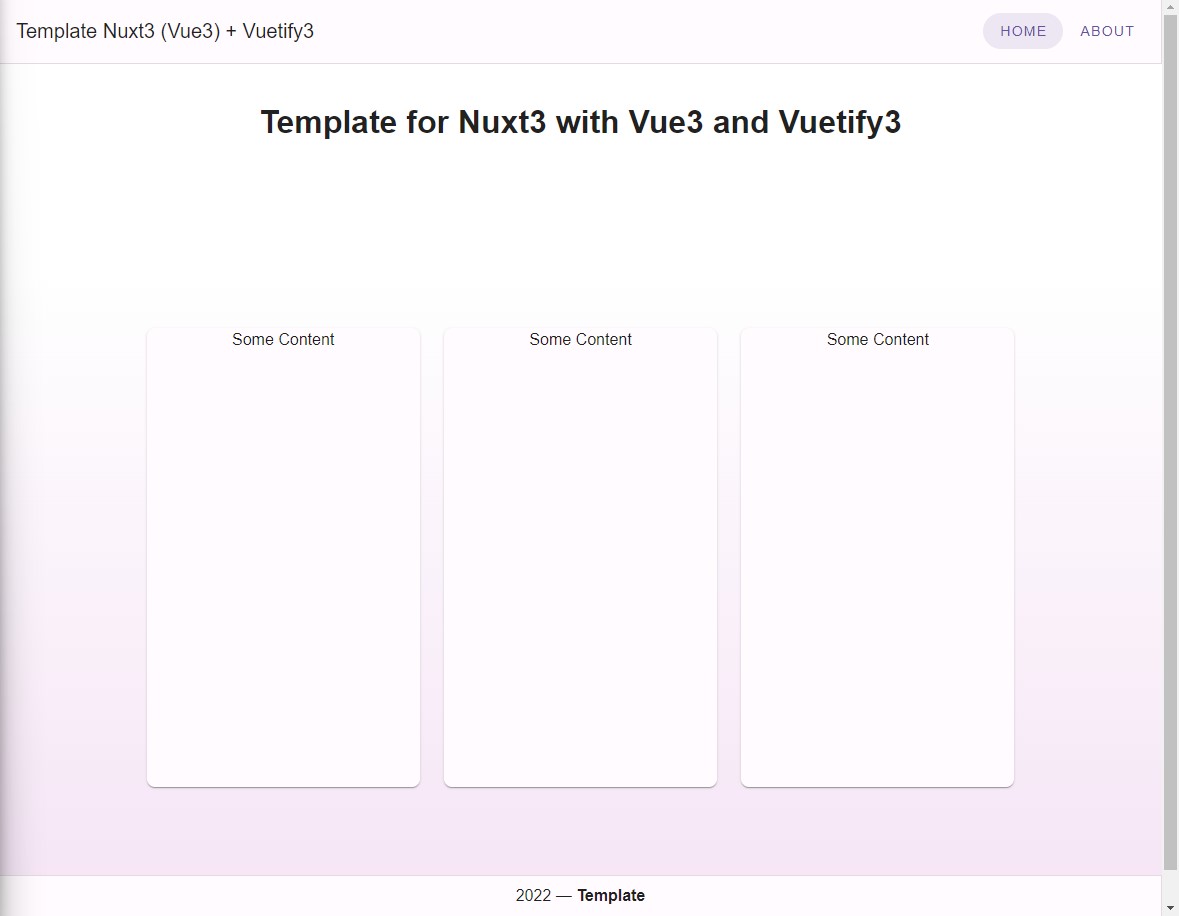 Template Nuxt3 (Vue3) + Vuetify3 HOME ABOUT
Template for Nuxt3 with Vue3 and Vuetify3
Some Content Some Content Some Content
2022 — Template